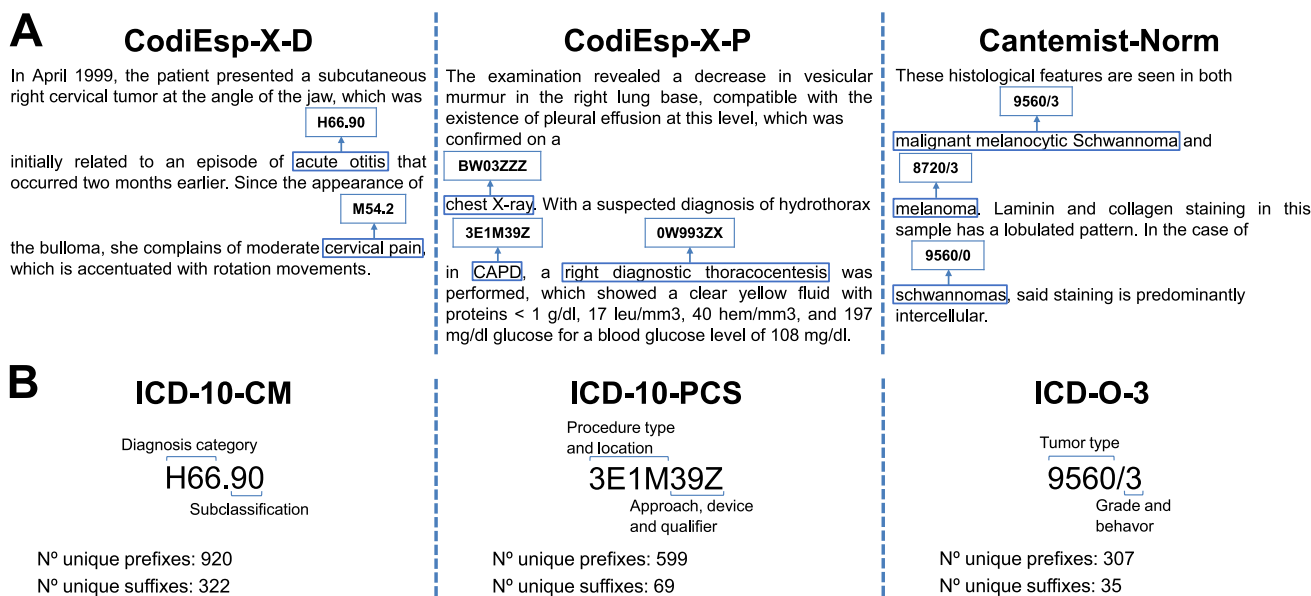 A
CodiEsp-X-D
In April 1999, the patient presented a subcutaneous
right cervical tumor at the angle of the jaw, which was
H66.90
initially related to an episode of acute otitis that
occurred two months earlier. Since the appearance of
M54.2
the bulloma, she complains of moderate cervical pain,
which is accentuated with rotation movements.
CodiEsp-X-P
The examination revealed a decrease in vesicular
murmur in the right lung base, compatible with the
existence of pleural effusion at this level, which was
confirmed on a
BW03ZZZ
chest X-ray. With a suspected diagnosis of hydrothorax
3E1M39Z 0W993ZX
in CAPD, a right diagnostic thoracocentesis was
performed, which showed a clear yellow fluid with
proteins < 1 g/dl, 17 leu/mm3, 40 hem/mm3, and 197
mg/dl glucose for a blood glucose level of 108 mg/dl.
Cantemist-Norm
These histological features are seen in both
9560/3
malignant melanocytic Schwannoma and
8720/3
melanoma. Laminin and collagen staining in this
sample has a lobulated pattern. In the case of
9560/0
schwannomas, said staining is predominantly
intercellular.
B
ICD-10-CM
Diagnosis category
H66.90
Subclassification
Nº unique prefixes: 920
Nº unique suffixes: 322
ICD-10-PCS
Procedure type
and location
3E1M39Z
Approach, device
and qualifier
Nº unique prefixes: 599
Nº unique suffixes: 69
ICD-O-3
Tumor type
9560/3
Grade and
behavor
Nº unique prefixes: 307
Nº unique suffixes: 35